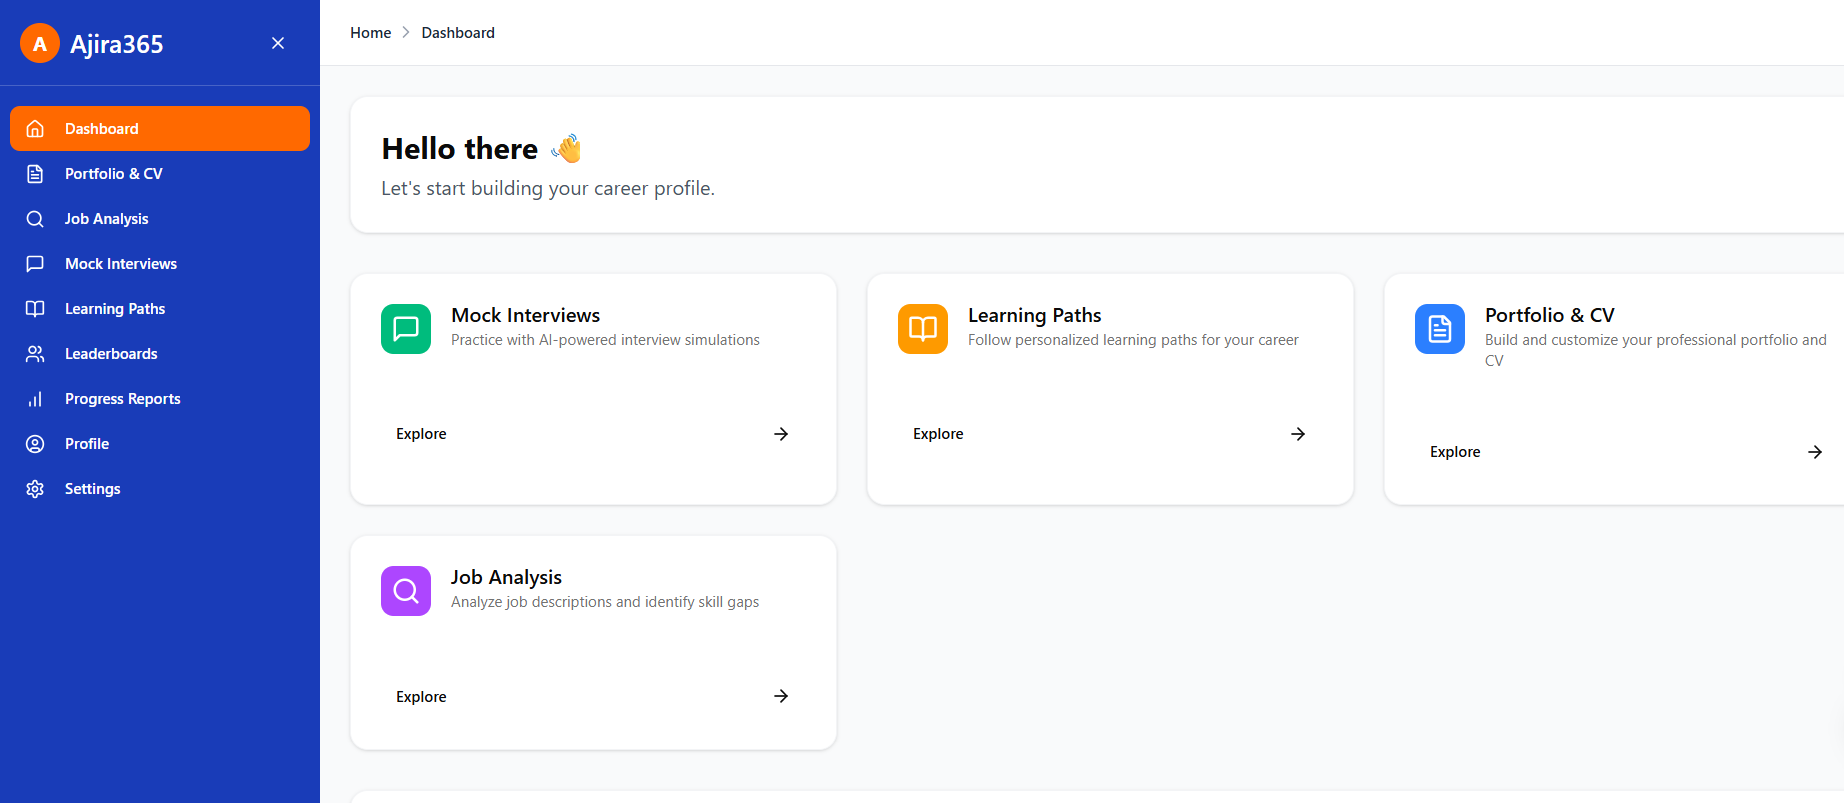 A Ajira365
Dashboard
Portfolio & CV
Job Analysis
Mock Interviews
Learning Paths
Leaderboards
Progress Reports
Profile
Settings
Home > Dashboard
Hello there 👋
Let's start building your career profile.
Mock Interviews
Practice with AI-powered interview simulations
Explore
Learning Paths
Follow personalized learning paths for your career
Explore
Portfolio & CV
Build and customize your professional portfolio and
CV
Explore
Job Analysis
Analyze job descriptions and identify skill gaps
Explore